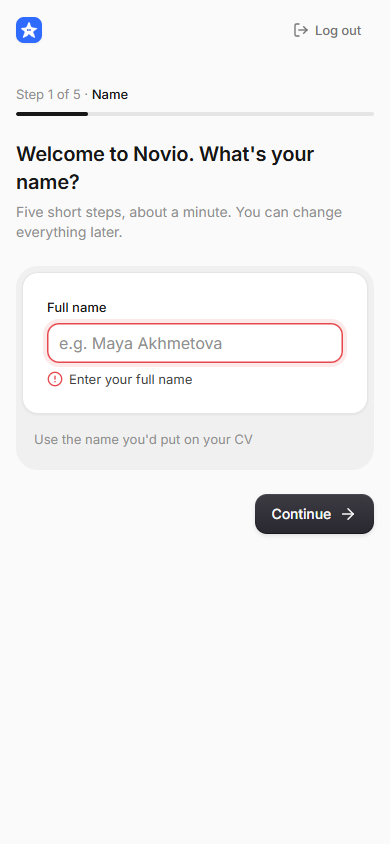 Log out
Step 1 of 5 · Name
Welcome to Novio. What's your
name?
Five short steps, about a minute. You can change
everything later.
Full name
e.g. Maya Akhmetova
Enter your full name
Use the name you'd put on your CV
Continue